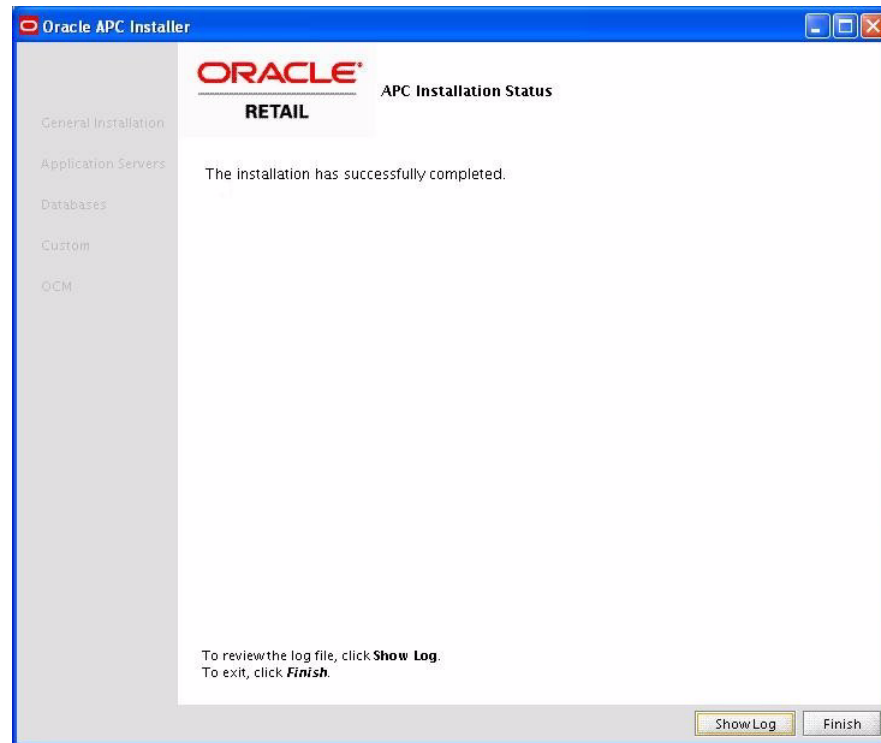 Oracle APC Installer
ORACLE
RETAIL
APC Installation Status
General Installation
Application Servers
Databases
Custom
OCM
The installation has successfully completed.
To review the log file, click Show Log.
To exit, click Finish.
Show Log
Finish